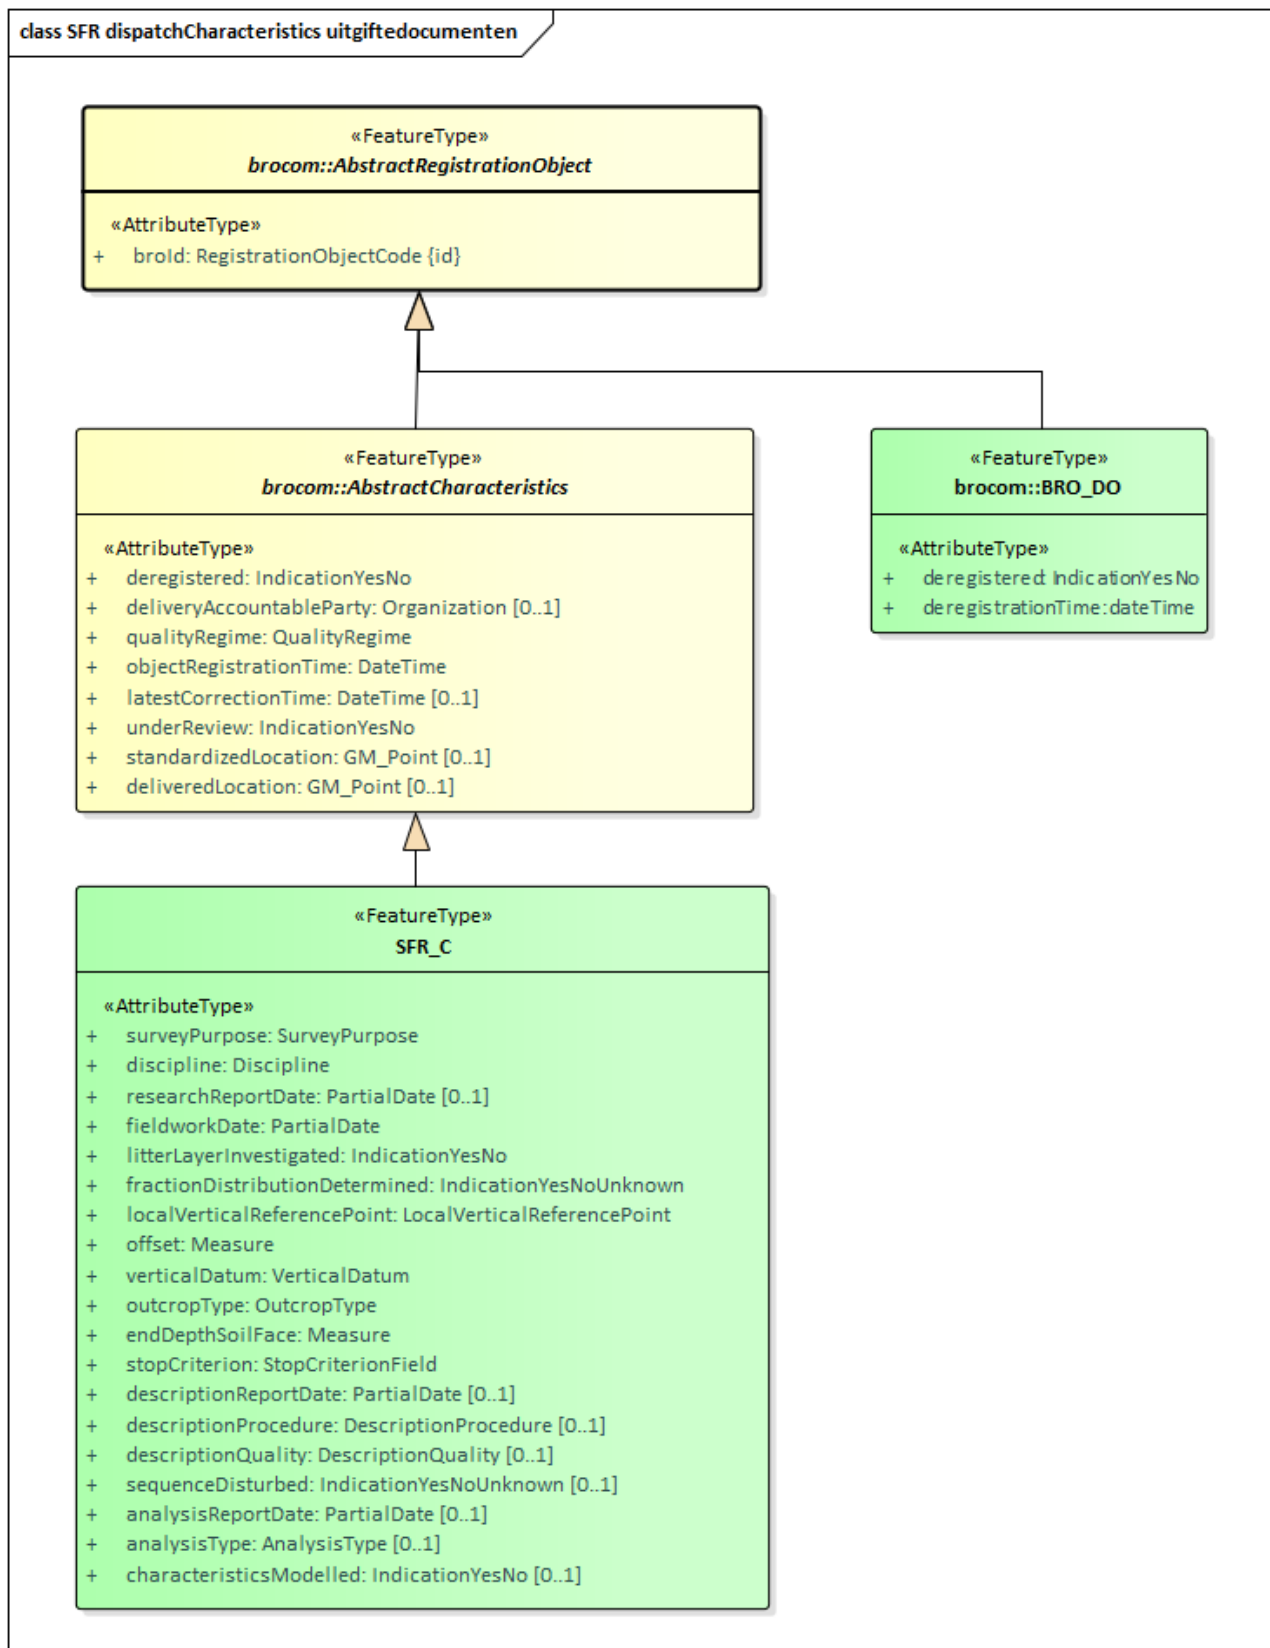 class SFR dispatchCharacteristics uitgiftedocumenten
«FeatureType»
brocom::AbstractRegistrationObject
«AttributeType»
+ broId: RegistrationObjectCode {id}
«FeatureType»
brocom::AbstractCharacteristics
«AttributeType»
+ deregistered: IndicationYesNo
+ deliveryAccountableParty: Organization [0..1]
+ qualityRegime: QualityRegime
+ objectRegistrationTime: DateTime
+ latestCorrectionTime: DateTime [0..1]
+ underReview: IndicationYesNo
+ standardizedLocation: GM_Point [0..1]
+ deliveredLocation: GM_Point [0..1]
«FeatureType»
brocom::BRO_DO
«AttributeType»
+ deregistered: IndicationYesNo
+ deregistrationTime: dateTime
«FeatureType»
SFR_C
«AttributeType»
+ surveyPurpose: SurveyPurpose
+ discipline: Discipline
+ researchReportDate: PartialDate [0..1]
+ fieldworkDate: PartialDate
+ litterLayerInvestigated: IndicationYesNo
+ fractionDistributionDetermined: IndicationYesNoUnknown
+ localVerticalReferencePoint: LocalVerticalReferencePoint
+ offset: Measure
+ verticalDatum: VerticalDatum
+ outcropType: OutcropType
+ endDepthSoilFace: Measure
+ stopCriterion: StopCriterionField
+ descriptionReportDate: PartialDate [0..1]
+ descriptionProcedure: DescriptionProcedure [0..1]
+ descriptionQuality: DescriptionQuality [0..1]
+ sequenceDisturbed: IndicationYesNoUnknown [0..1]
+ analysisReportDate: PartialDate [0..1]
+ analysisType: AnalysisType [0..1]
+ characteristicsModelled: IndicationYesNo [0..1]